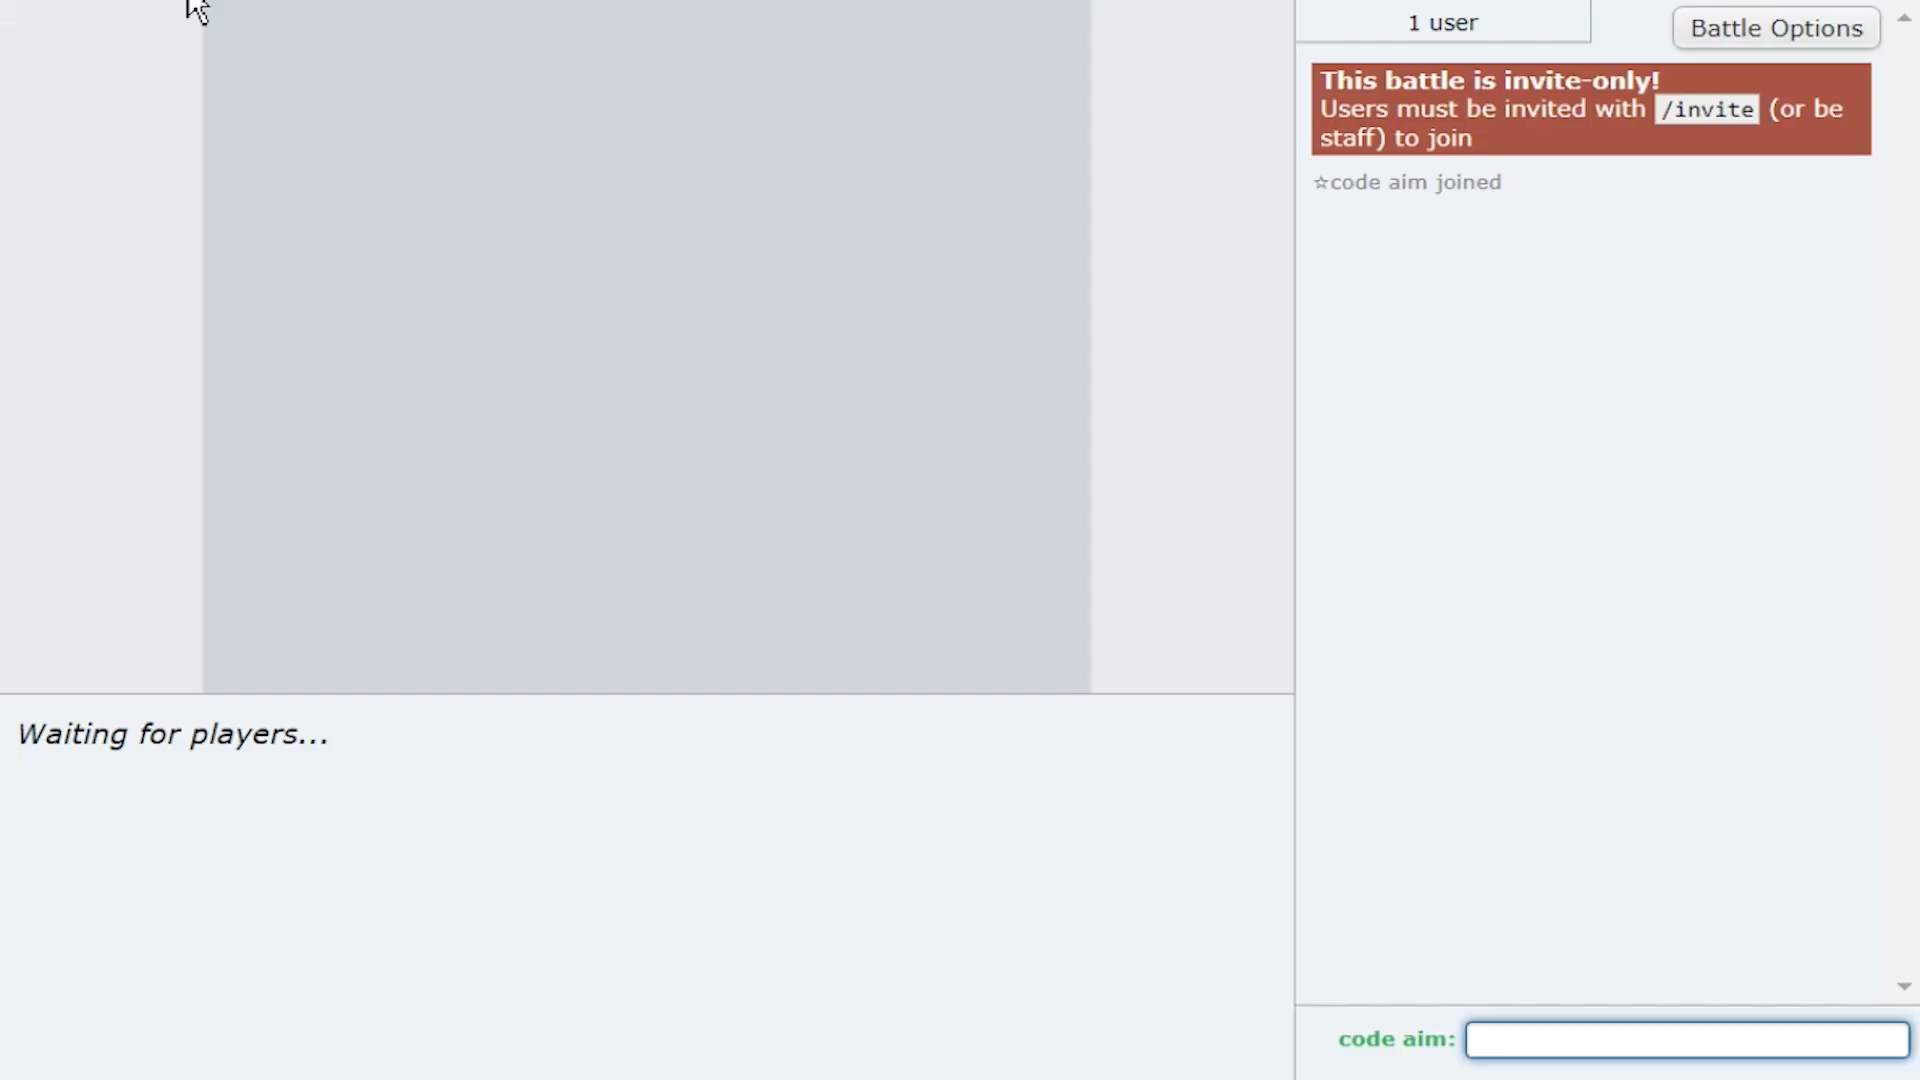 1 user
Battle Options
This battle is invite-only!
Users must be invited with /invite (or be
staff) to join
☆code aim joined
Waiting for players...
code aim: